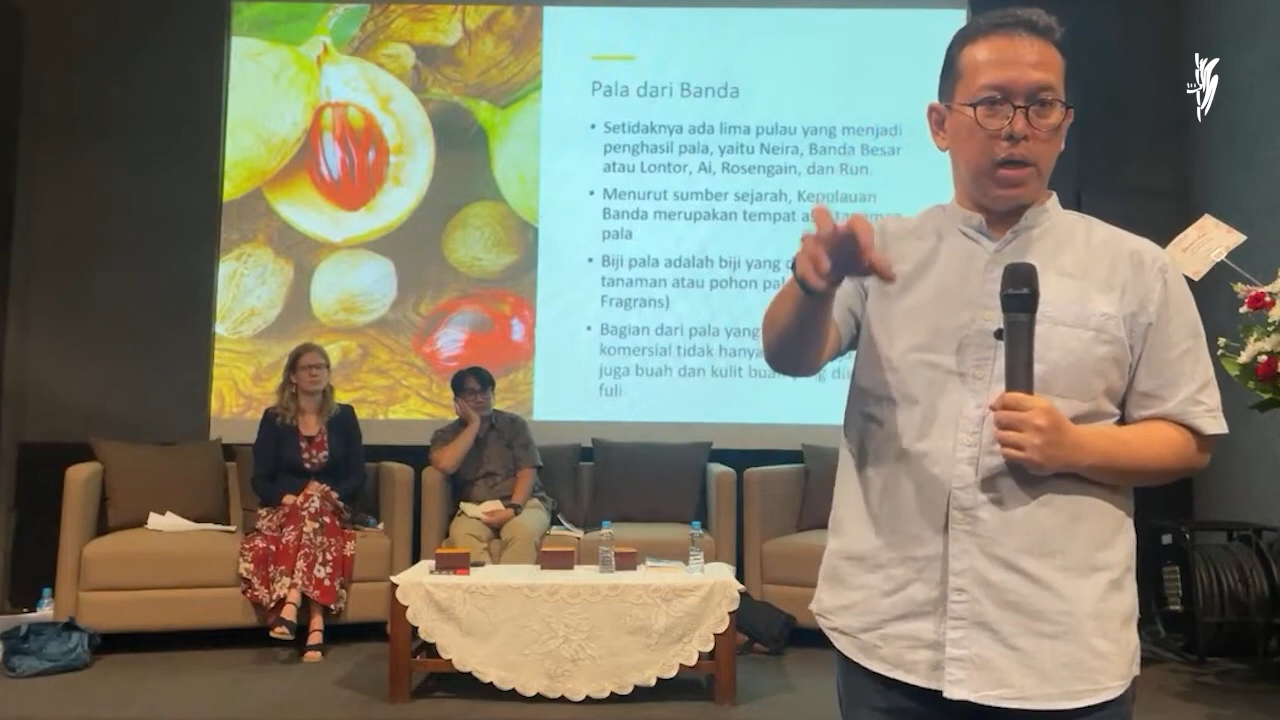 Pala dari Banda
• Setidaknya ada lima pulau yang menjadi
penghasil pala, yaitu Neira, Banda Besar
atau Lontor, Ai, Rosengain, dan Run.
• Menurut sumber sejarah, Kepulauan
Banda merupakan tempat tanaman
pala
• Biji pala adalah biji yang
tanaman atau pohon
Fragrans)
• Bagian dari pala yang
komersial tidak hanya
juga buah dan kulit buah yang
fuli